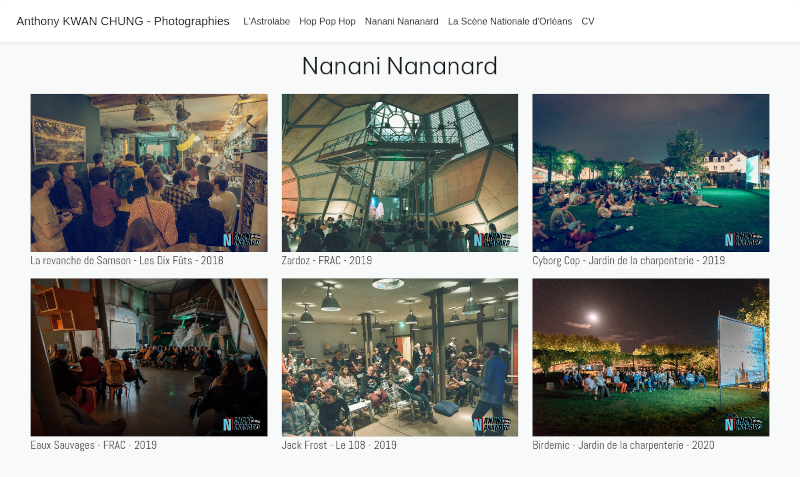 Anthony KWAN CHUNG - Photographies L'Astrolabe Hop Pop Hop Nanani Nananard La Scène Nationale d'Orléans CV
Nanani Nananard
La revanche de Samson - Les Dix Fûts - 2018
Zardoz - FRAC - 2019
Cyborg Cop - Jardin de la charpenterie - 2019
Eaux Sauvages - FRAC - 2019
Jack Frost - Le 108 - 2019
Birdemic - Jardin de la charpenterie - 2020